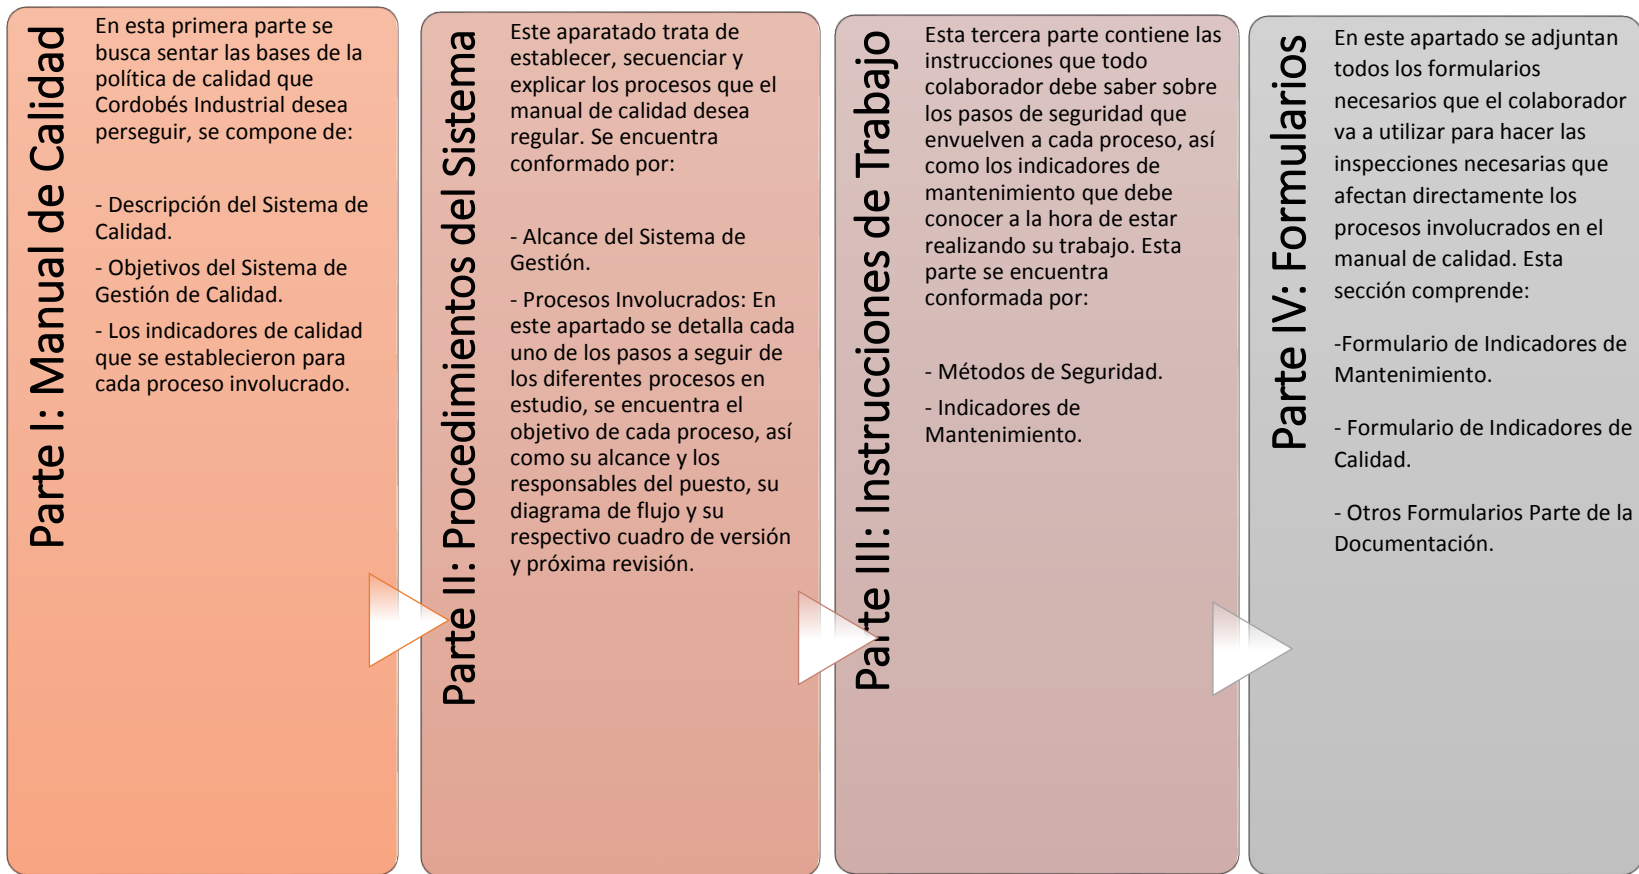 Parte I: Manual de Calidad
En esta primera parte se
busca sentar las bases de la
política de calidad que
Cordobés Industrial desea
perseguir, se compone de:
- Descripción del Sistema de
Calidad.
- Objetivos del Sistema de
Gestión de Calidad.
- Los indicadores de calidad
que se establecieron para
cada proceso involucrado.
Parte II: Procedimientos del Sistema
Este aparatado trata de
establecer, secuenciar y
explicar los procesos que el
manual de calidad desea
regular. Se encuentra
conformado por:
- Alcance del Sistema de
Gestión.
- Procesos Involucrados: En
este apartado se detalla cada
uno de los pasos a seguir de
los diferentes procesos en
estudio, se encuentra el
objetivo de cada proceso, así
como su alcance y los
responsables del puesto, su
diagrama de flujo y su
respectivo cuadro de versión
y próxima revisión.
Parte III: Instrucciones de Trabajo
Esta tercera parte contiene las
instrucciones que todo
colaborador debe saber sobre
los pasos de seguridad que
envuelven a cada proceso, así
como los indicadores de
mantenimiento que debe
conocer a la hora de estar
realizando su trabajo. Esta
parte se encuentra
conformada por:
- Métodos de Seguridad.
- Indicadores de
Mantenimiento.
Parte IV: Formularios
En este apartado se adjuntan
todos los formularios
necesarios que el colaborador
va a utilizar para hacer las
inspecciones necesarias que
afectan directamente los
procesos involucrados en el
manual de calidad. Esta
sección comprende:
-Formulario de Indicadores de
Mantenimiento.
- Formulario de Indicadores de
Calidad.
- Otros Formularios Parte de la
Documentación.